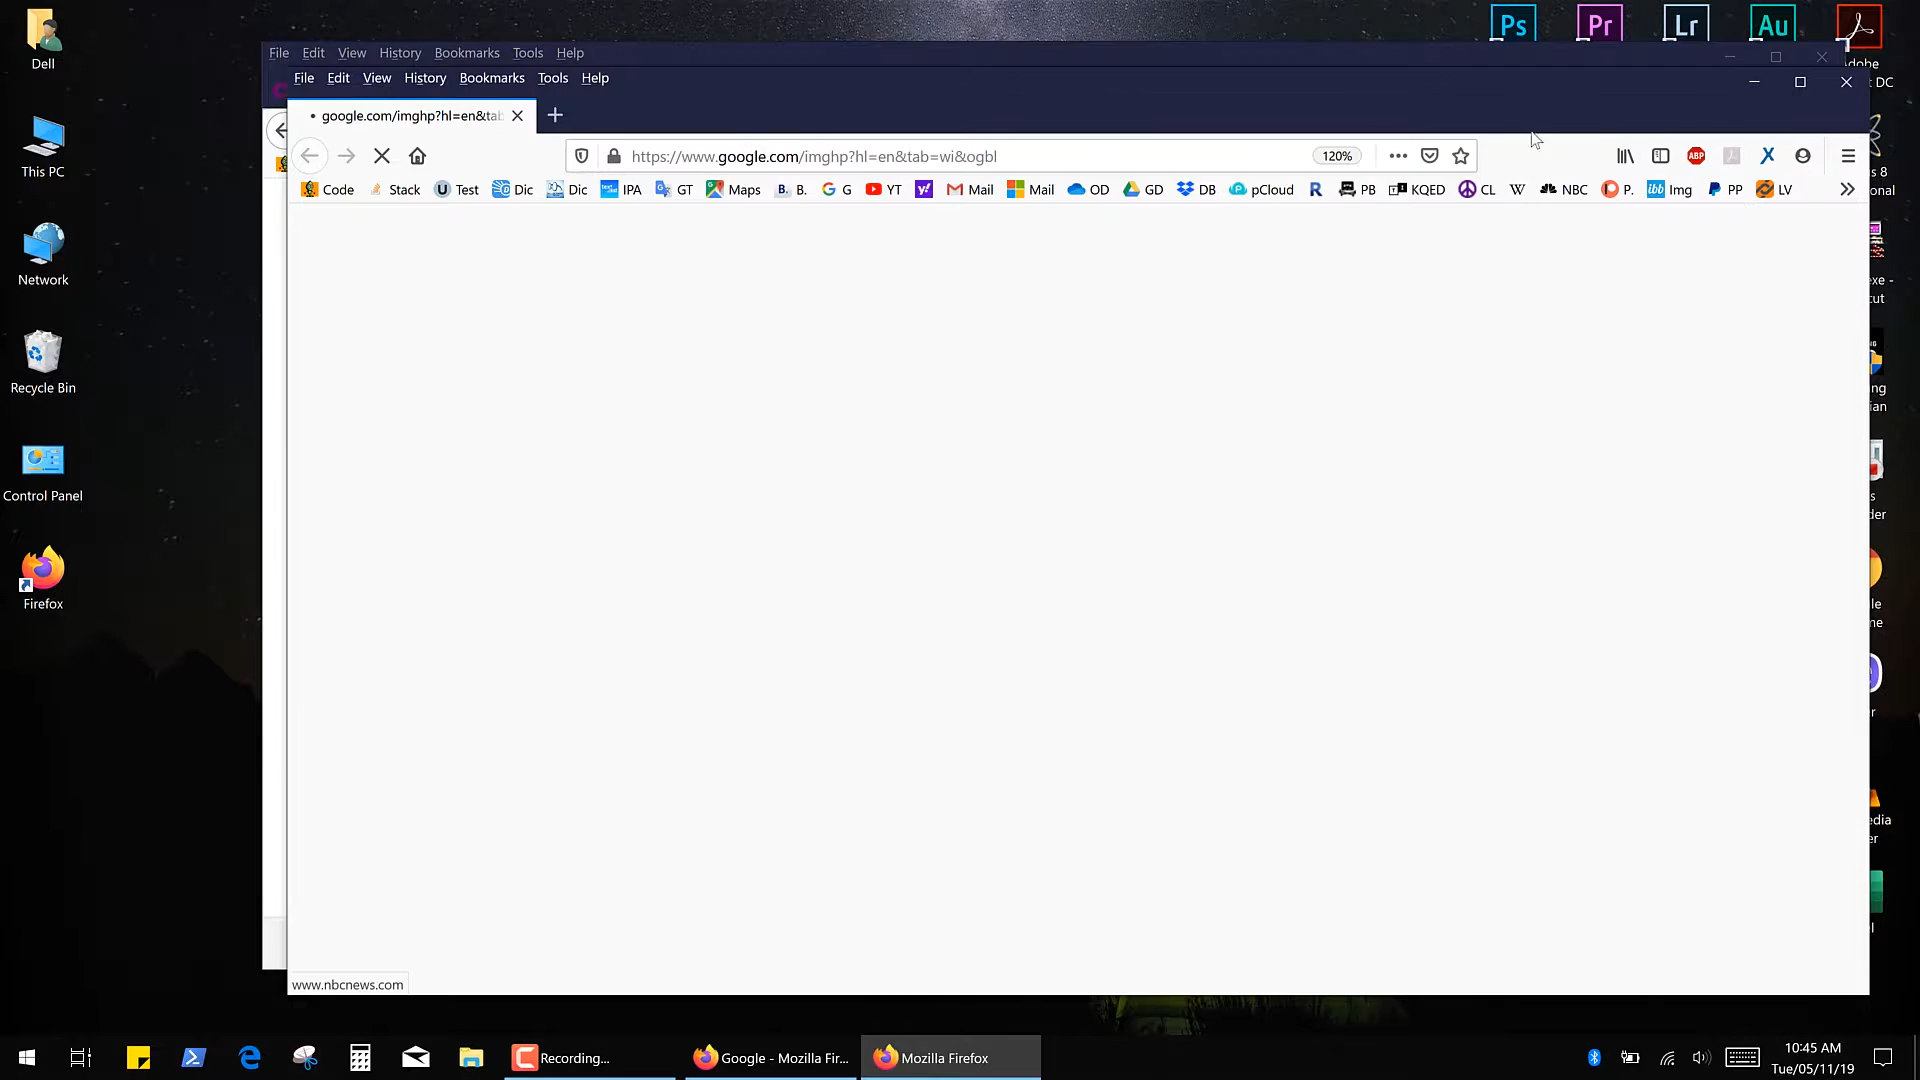 Dell
This PC
Network
Recycle Bin
Control Panel
Firefox
Ps
Pr
Lr
Au
DC
File Edit View History Bookmarks Tools Help
File Edit View History Bookmarks Tools Help
google.com/imghp?hl=en&ta
https://www.google.com/imghp?hl=en&tab=wi&ogbl
120%
ABP
Code Stack Test Dic Dic IPA GT Maps B. G YT Mail Mail OD GD DB pCloud PB KQED CL NBC P. Img PP LV
www.nbcnews.com
Recording...
Google - Mozilla Fir...
Mozilla Firefox
10:45 AM
Tue/05/11/19